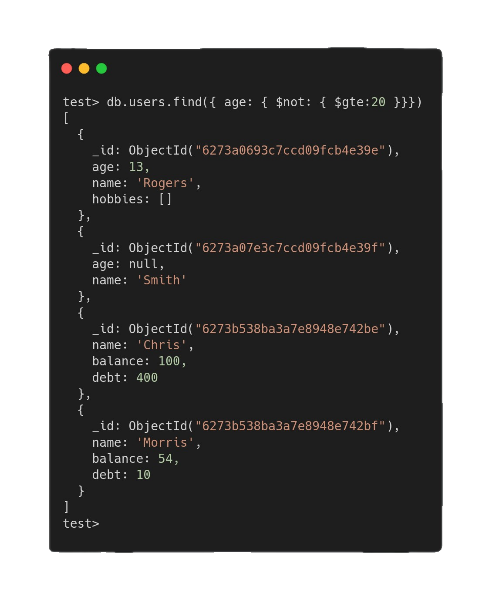 test> db.users.find({ age: { $not: { $gte:20 }}})
[
  {
    _id: ObjectId("6273a0693c7ccd09fcb4e39e"),
    age: 13,
    name: 'Rogers',
    hobbies: []
  },
  {
    _id: ObjectId("6273a07e3c7ccd09fcb4e39f"),
    age: null,
    name: 'Smith'
  },
  {
    _id: ObjectId("6273b538ba3a7e8948e742be"),
    name: 'Chris',
    balance: 100,
    debt: 400
  },
  {
    _id: ObjectId("6273b538ba3a7e8948e742bf"),
    name: 'Morris',
    balance: 54,
    debt: 10
  }
]
test>